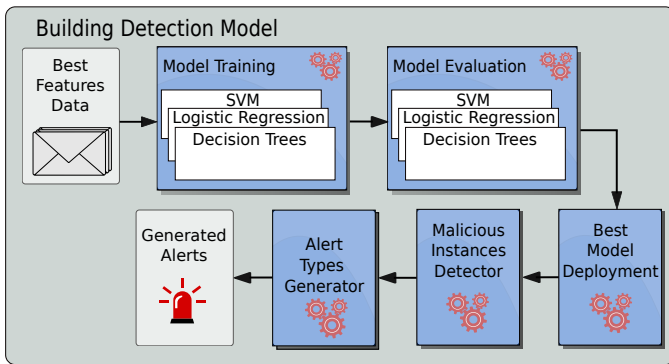 Building Detection Model
Best
Features
Data
Model Training
SVM
Logistic Regression
Decision Trees
Model Evaluation
SVM
Logistic Regression
Decision Trees
Best
Model
Deployment
Malicious
Instances
Detector
Alert
Types
Generator
Generated
Alerts